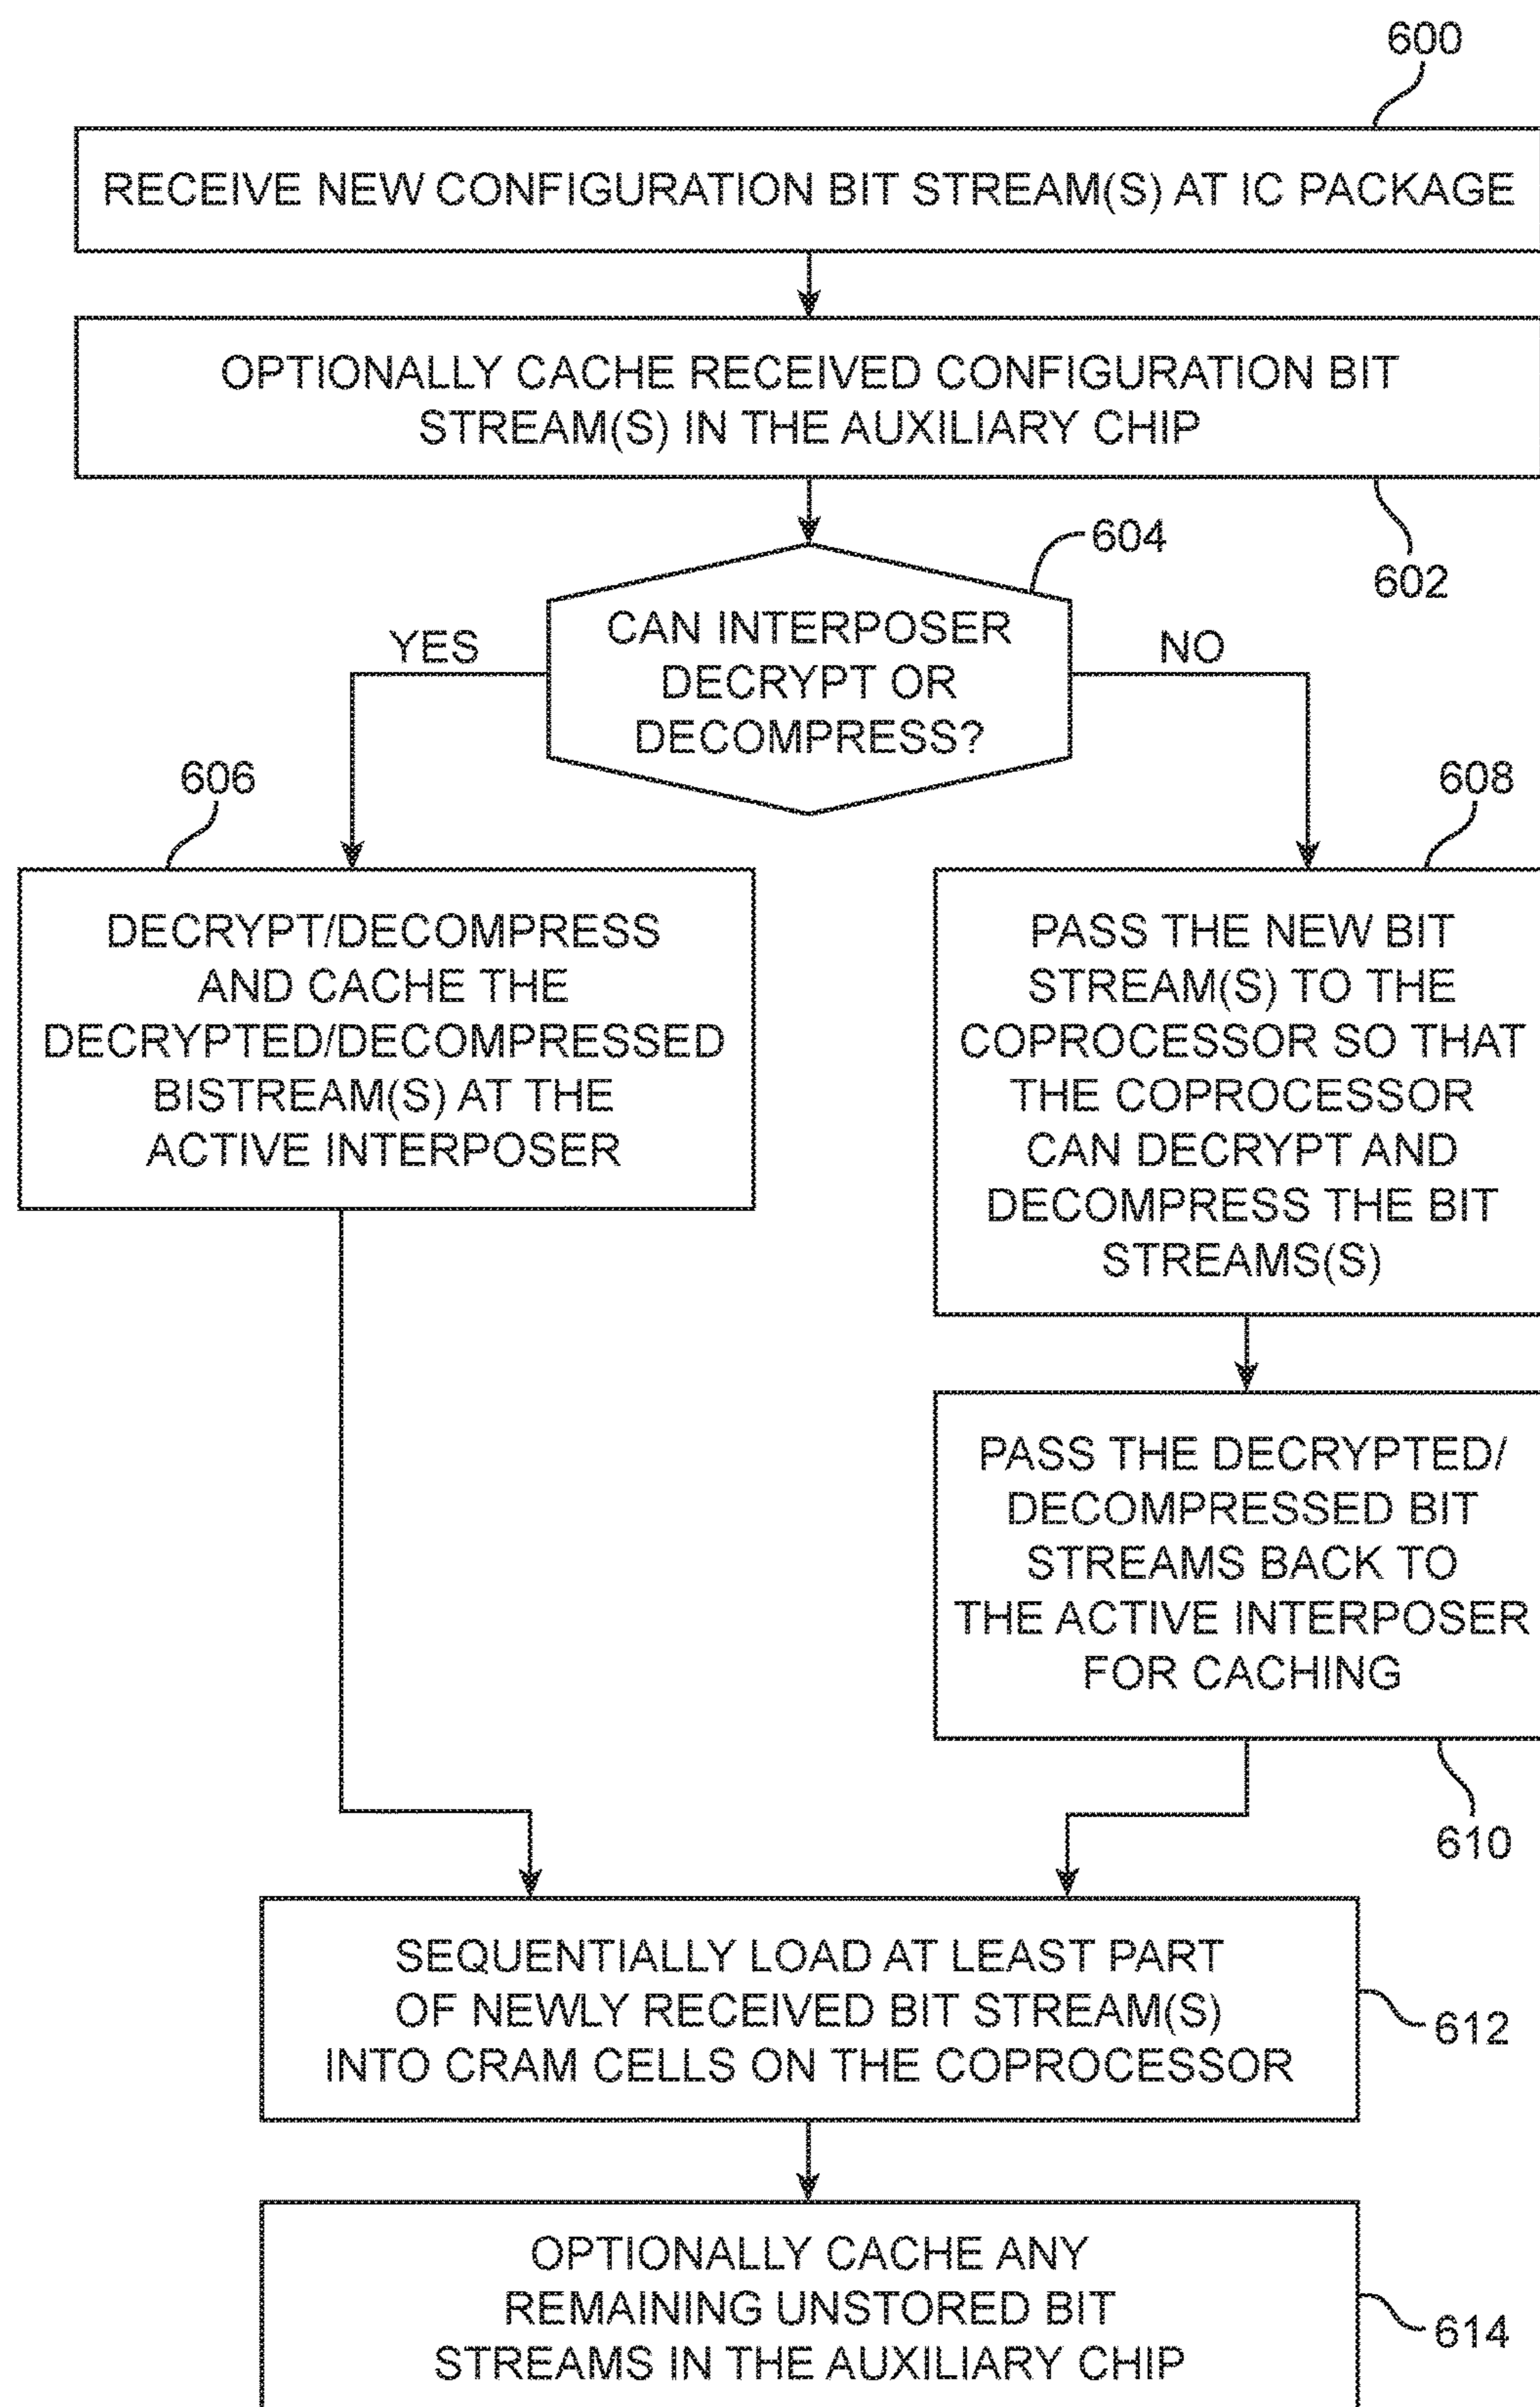 600
RECEIVE NEW CONFIGURATION BIT STREAM(S) AT IC PACKAGE
OPTIONALLY CACHE RECEIVED CONFIGURATION BIT
STREAM(S) IN THE AUXILIARY CHIP
602
604
CAN INTERPOSER
DECRYPT OR
DECOMPRESS?
YES
NO
606
DECRYPT/DECOMPRESS
AND CACHE THE
DECRYPTED/DECOMPRESSED
BISTREAM(S) AT THE
ACTIVE INTERPOSER
608
PASS THE NEW BIT
STREAM(S) TO THE
COPROCESSOR SO THAT
THE COPROCESSOR
CAN DECRYPT AND
DECOMPRESS THE BIT
STREAMS(S)
PASS THE DECRYPTED/
DECOMPRESSED BIT
STREAMS BACK TO
THE ACTIVE INTERPOSER
FOR CACHING
610
SEQUENTIALLY LOAD AT LEAST PART
OF NEWLY RECEIVED BIT STREAM(S)
INTO CRAM CELLS ON THE COPROCESSOR
612
OPTIONALLY CACHE ANY
REMAINING UNSTORED BIT
STREAMS IN THE AUXILIARY CHIP
614